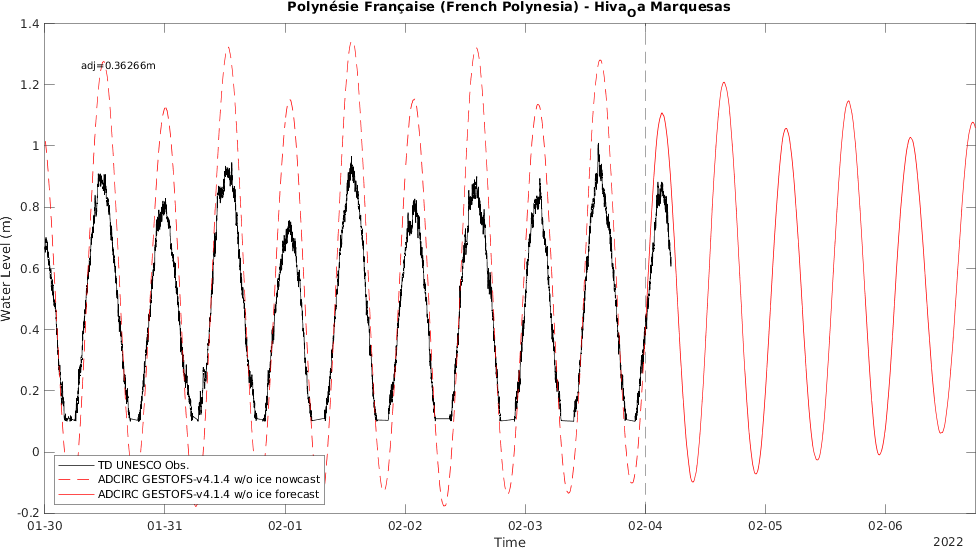 Polynésie Française (French Polynesia) - Hivaₒa Marquesas
1.4
adj=0.36266m
1.2
1
0.8
0.6
0.4
0.2
0
-0.2
Water Level (m)
TD UNESCO Obs.
ADCIRC GESTOFS-v4.1.4 w/o ice nowcast
ADCIRC GESTOFS-v4.1.4 w/o ice forecast
01-30 01-31 02-01 02-02 02-03 02-04 02-05 02-06
Time
2022